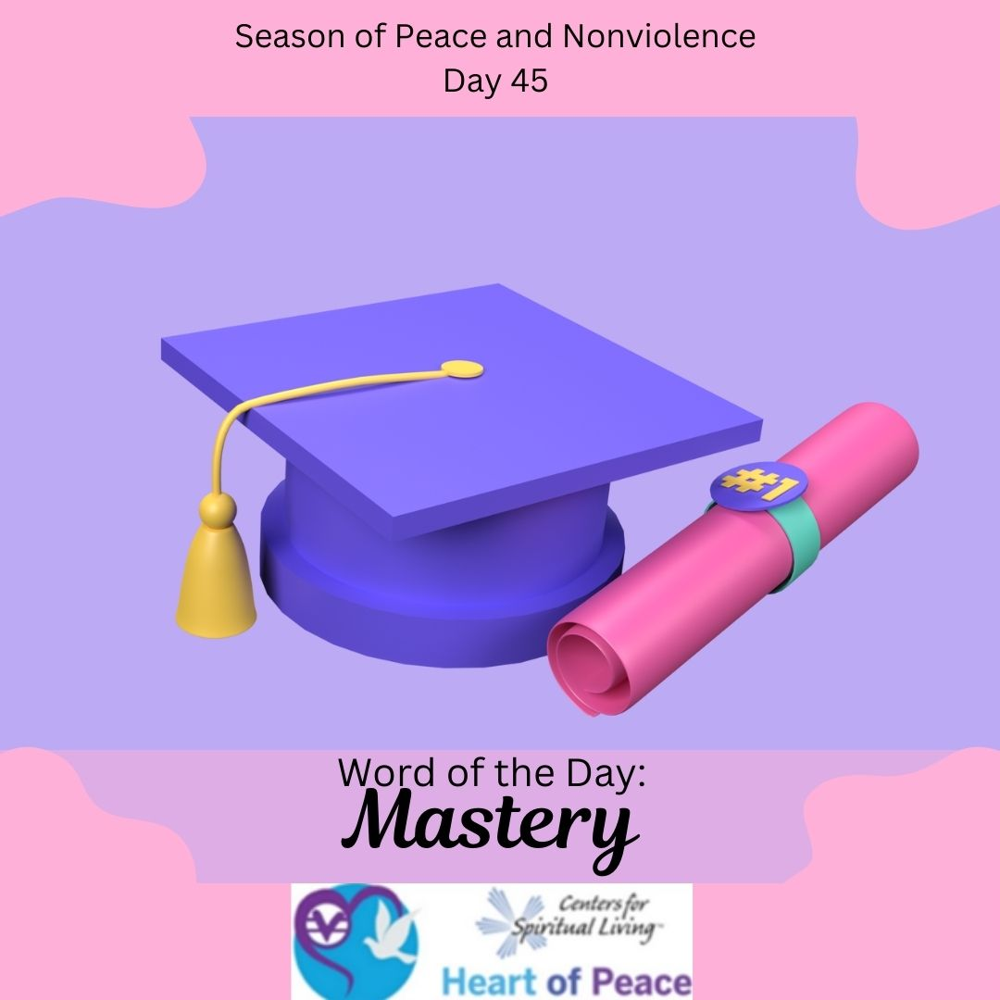 Season of Peace and Nonviolence
Day 45
#1
Word of the Day:
Mastery
Centers for
Spiritual Living™
Heart of Peace